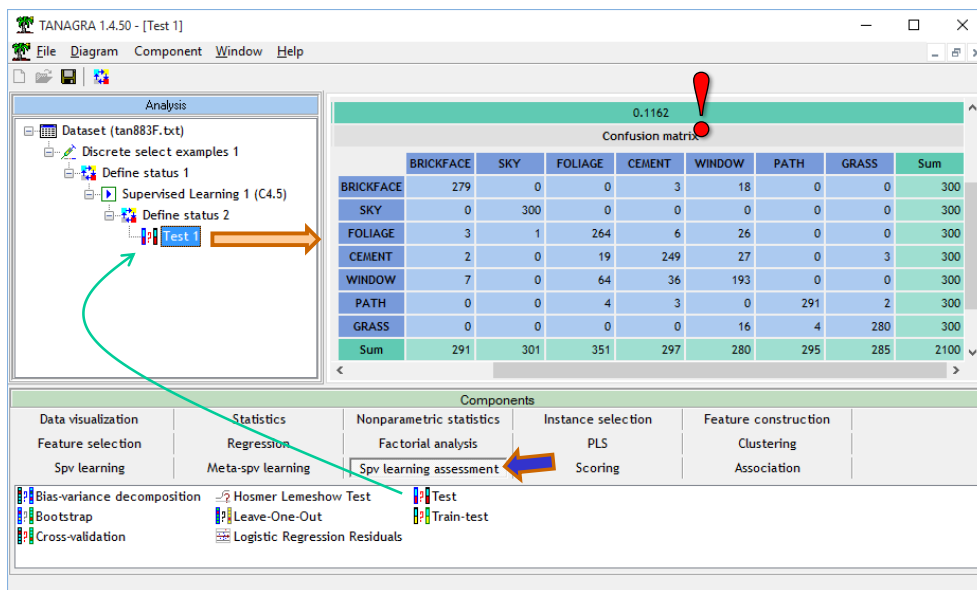 TANAGRA 1.4.50 - [Test 1]
File Diagram Component Window Help
Analysis
Dataset (tan883F.txt)
Discrete select examples 1
Define status 1
Supervised Learning 1 (C4.5)
Define status 2
Test 1
0.1162
Confusion matrix
BRICKFACE SKY FOLIAGE CEMENT WINDOW PATH GRASS Sum
BRICKFACE 279 0 0 3 18 0 0 300
SKY 0 300 0 0 0 0 0 300
FOLIAGE 3 1 264 6 26 0 0 300
CEMENT 2 0 19 249 27 0 3 300
WINDOW 7 0 64 36 193 0 0 300
PATH 0 0 4 3 0 291 2 300
GRASS 0 0 0 0 16 4 280 300
Sum 291 301 351 297 280 295 285 2100
Components
Data visualization Statistics Nonparametric statistics Instance selection Feature construction
Feature selection Regression Factorial analysis PLS Clustering
Spv learning Meta-spv learning Spv learning assessment Scoring Association
Bias-variance decomposition Hosmer Lemeshow Test Test
Bootstrap Leave-One-Out Train-test
Cross-validation Logistic Regression Residuals